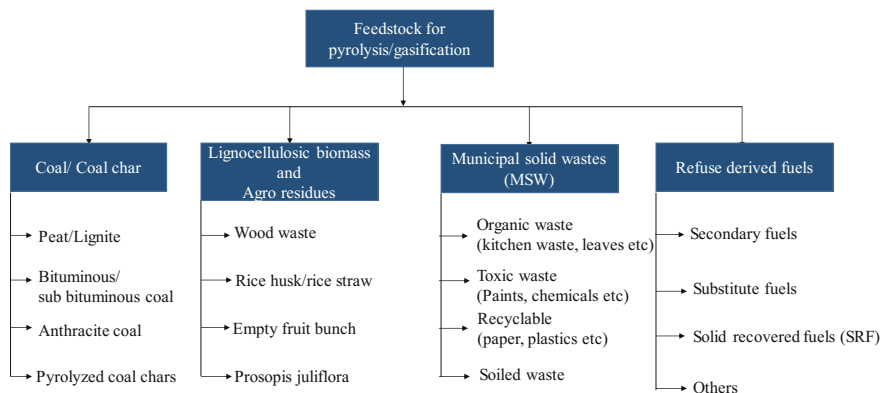 Feedstock for
pyrolysis/gasification
Coal/ Coal char
Lignocellulosic biomass
and
Agro residues
Municipal solid wastes
(MSW)
Refuse derived fuels
Peat/Lignite
Bituminous/
sub bituminous coal
Anthracite coal
Pyrolyzed coal chars
Wood waste
Rice husk/rice straw
Empty fruit bunch
Prosopis juliflora
Organic waste
(kitchen waste, leaves etc)
Toxic waste
(Paints, chemicals etc)
Recyclable
(paper, plastics etc)
Soiled waste
Secondary fuels
Substitute fuels
Solid recovered fuels (SRF)
Others